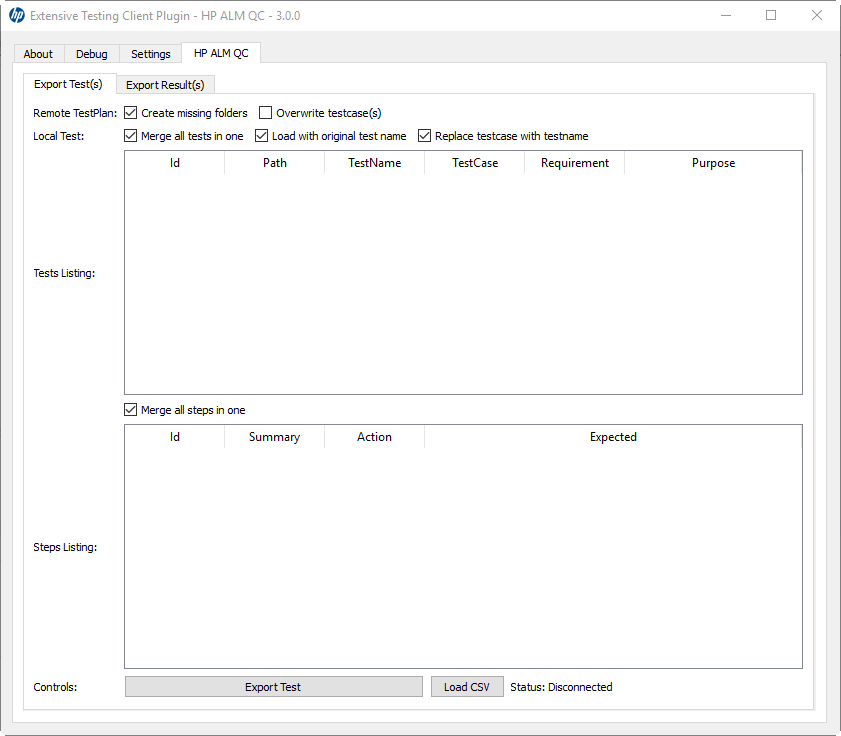 hp Extensive Testing Client Plugin - HP ALM QC - 3.0.0
About Debug Settings HP ALM QC
Export Test(s) Export Result(s)
Remote TestPlan: Create missing folders Overwrite testcase(s)
Local Test: Merge all tests in one Load with original test name Replace testcase with testname
Id Path TestName TestCase Requirement Purpose
Tests Listing:
Merge all steps in one
Id Summary Action Expected
Steps Listing:
Controls: Export Test Load CSV Status: Disconnected